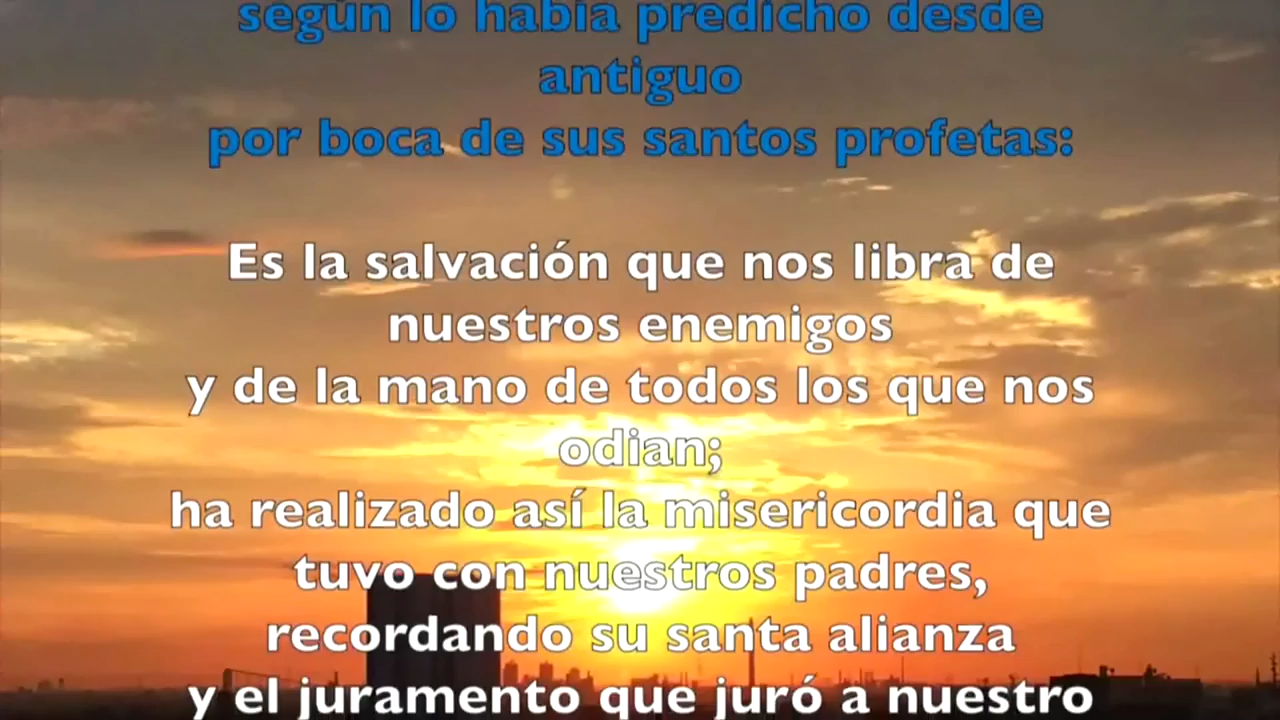 según lo había predicho desde
antiguo
por boca de sus santos profetas:
Es la salvación que nos libra de
nuestros enemigos
y de la mano de todos los que nos
odian;
ha realizado así la misericordia que
tuvo con nuestros padres,
recordando su santa alianza
y el juramento que juró a nuestro